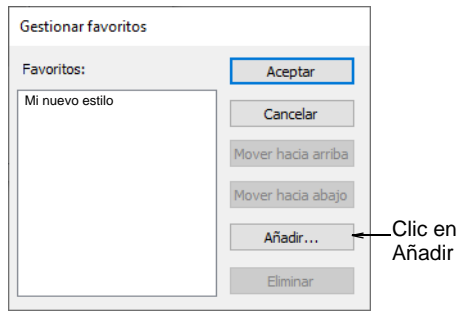 Gestionar favoritos
Favoritos:
Mi nuevo estilo
Aceptar
Cancelar
Mover hacia arriba
Mover hacia abajo
Añadir...
Eliminar
Clic en
Añadir